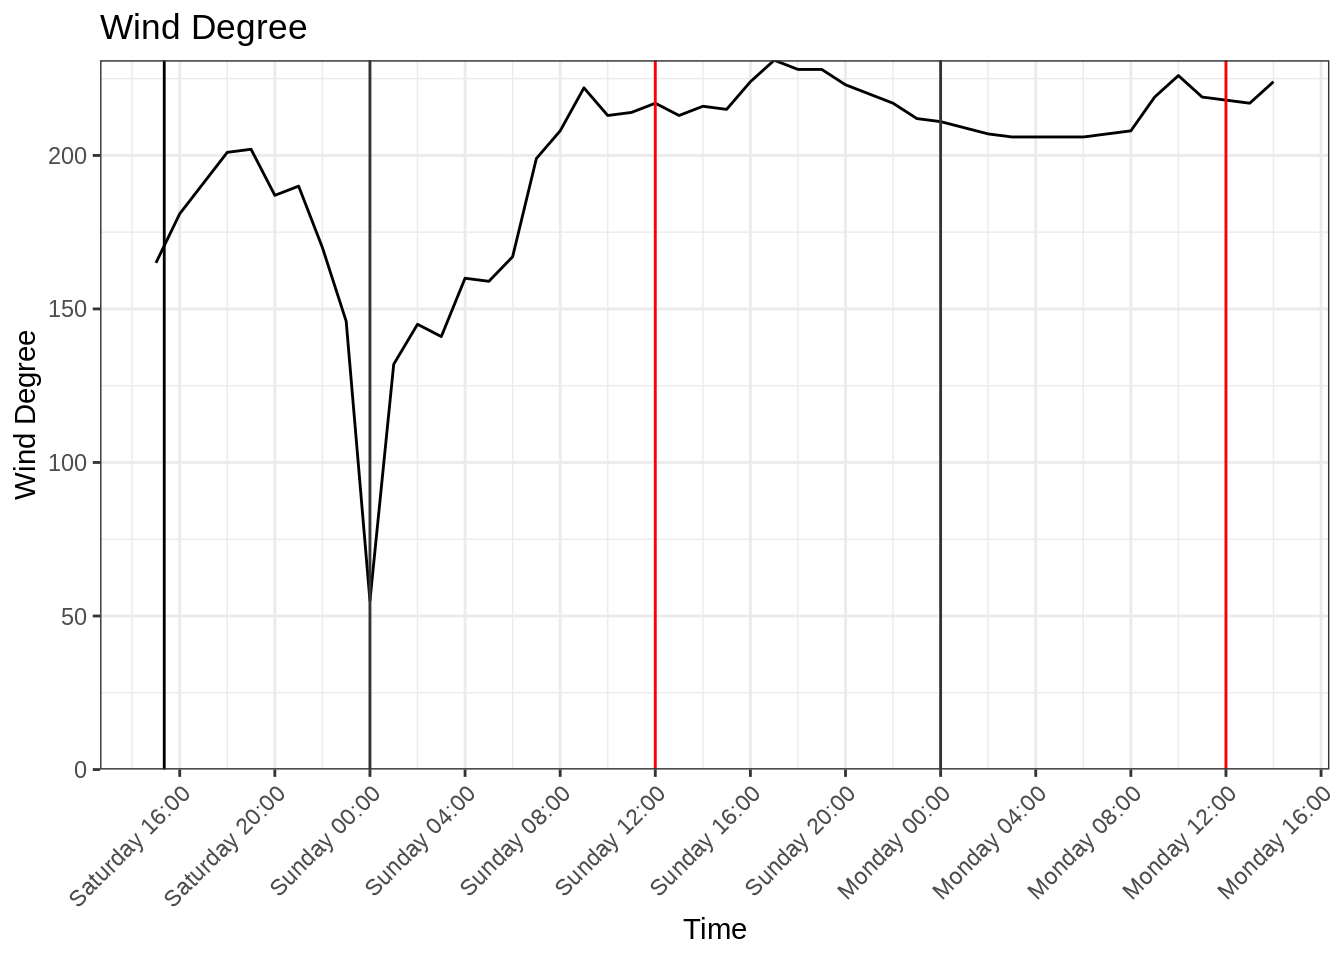 Wind Degree
Wind Degree
200
150
100
50
0
Saturday 16:00
Saturday 20:00
Sunday 00:00
Sunday 04:00
Sunday 08:00
Sunday 12:00
Sunday 16:00
Sunday 20:00
Monday 00:00
Monday 04:00
Monday 08:00
Monday 12:00
Monday 16:00
Time